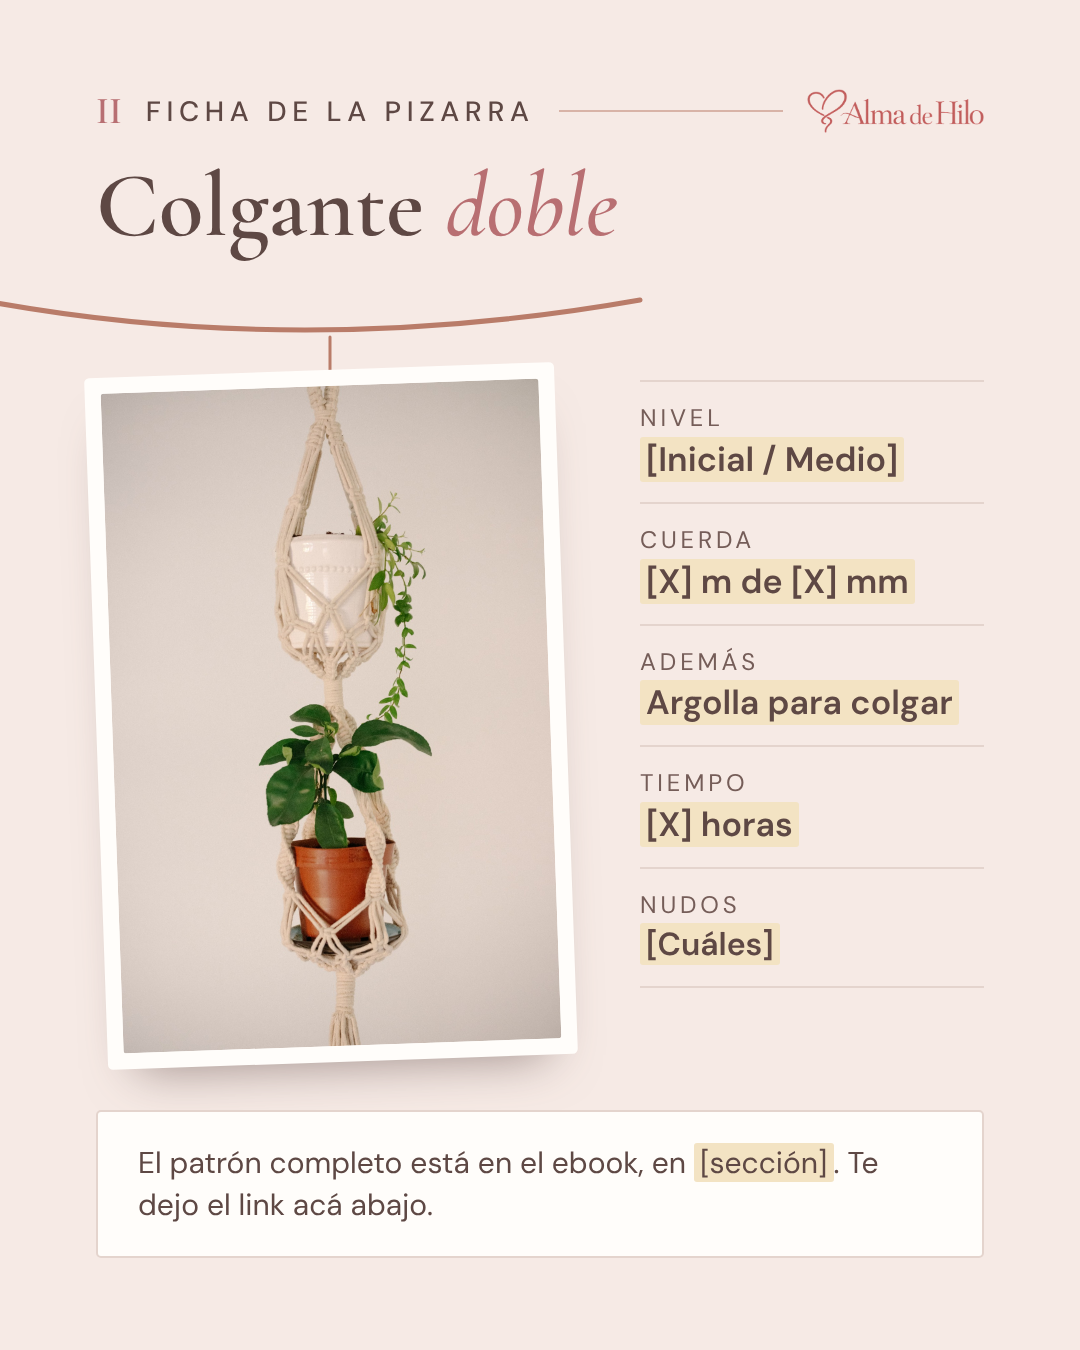 II FICHA DE LA PIZARRA
Alma de Hilo
Colgante doble
NIVEL
[Inicial / Medio]
CUERDA
[X] m de [X] mm
ADEMÁS
Argolla para colgar
TIEMPO
[X] horas
NUDOS
[Cuáles]
El patrón completo está en el ebook, en [sección]. Te
dejo el link acá abajo.